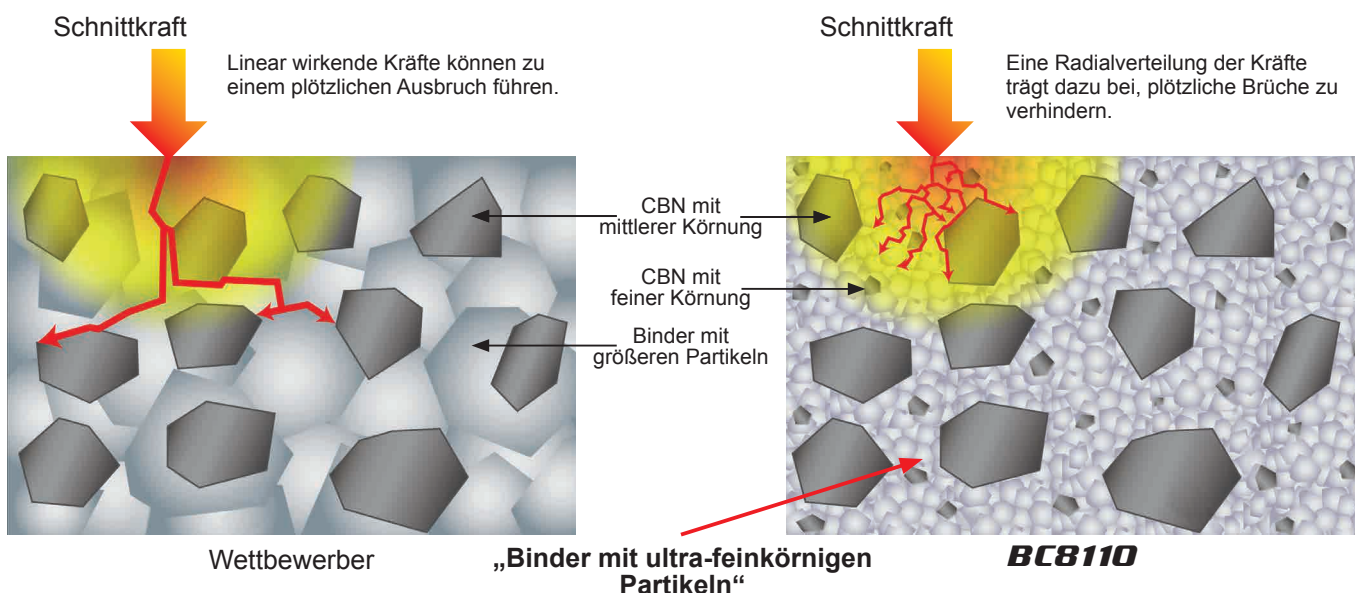 Schnittkraft
Linear wirkende Kräfte können zu
einem plötzlichen Ausbruch führen.
Schnittkraft
Eine Radialverteilung der Kräfte
trägt dazu bei, plötzliche Brüche zu
verhindern.
CBN mit
mittlerer Körnung
CBN mit
feiner Körnung
Binder mit
größeren Partikeln
Wettbewerber
„Binder mit ultra-feinkörnigen
Partikeln“
BC8110